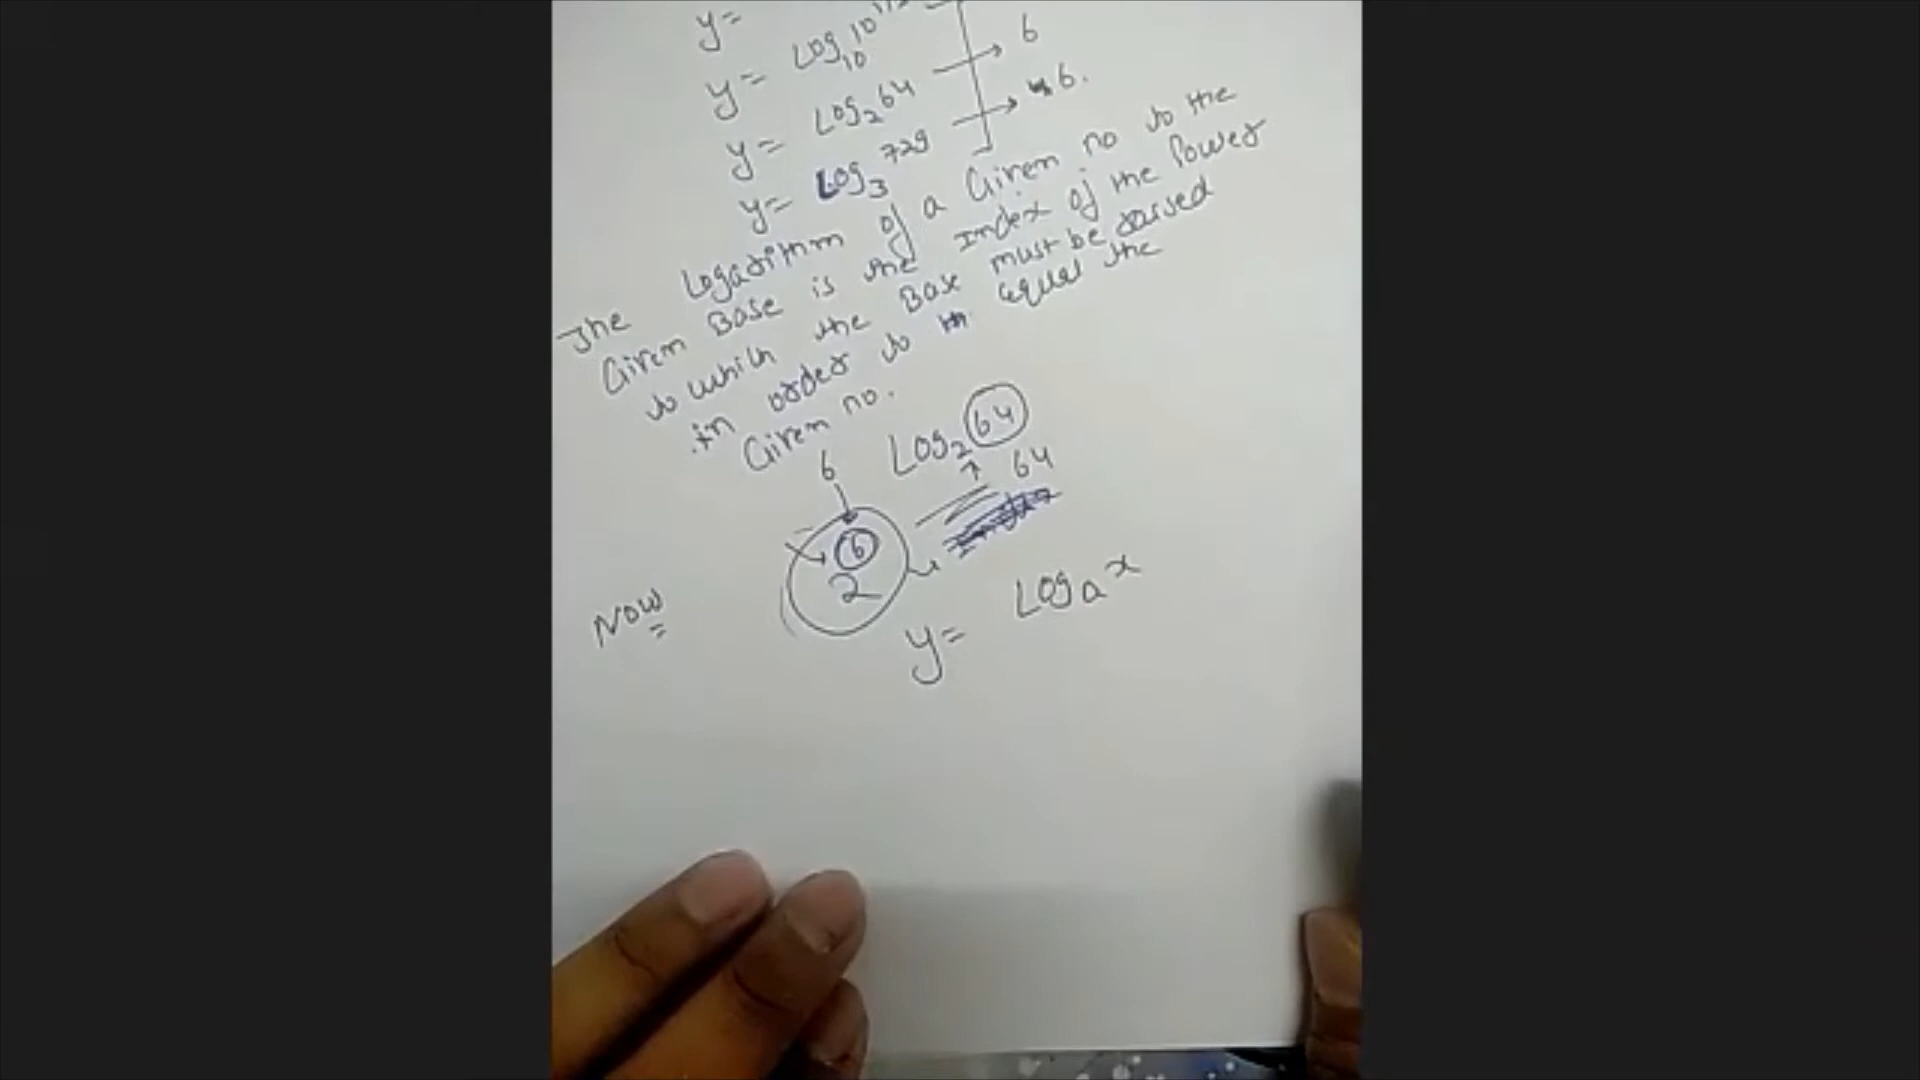 y=
y= Log10 10
y= Log2 64 → 6
y= Log3 729 → 6.
The Logarithm of a Given no to the
Given Base is the Index of the Power
to which the Base must be raised
in order to equal the
Given no.
Log2 64
6
64
6
2
Now
y= Loga x